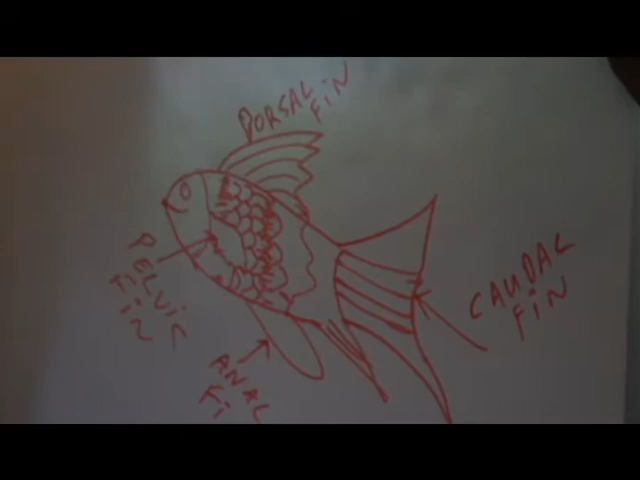 DORSAL
FiN
PELViC
FiN
ANAL
Fi
CAUDAL
FiN